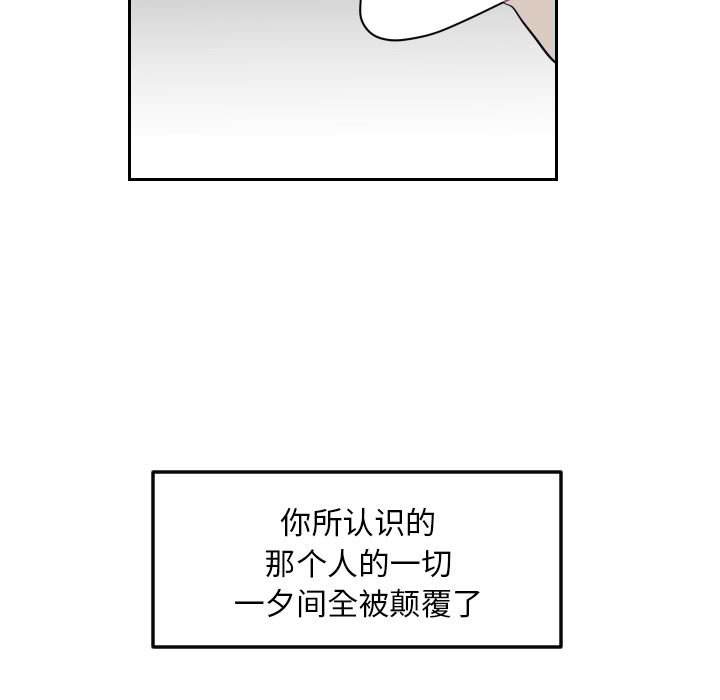 你所认识的
那个人的一切
一夕间全被颠覆了